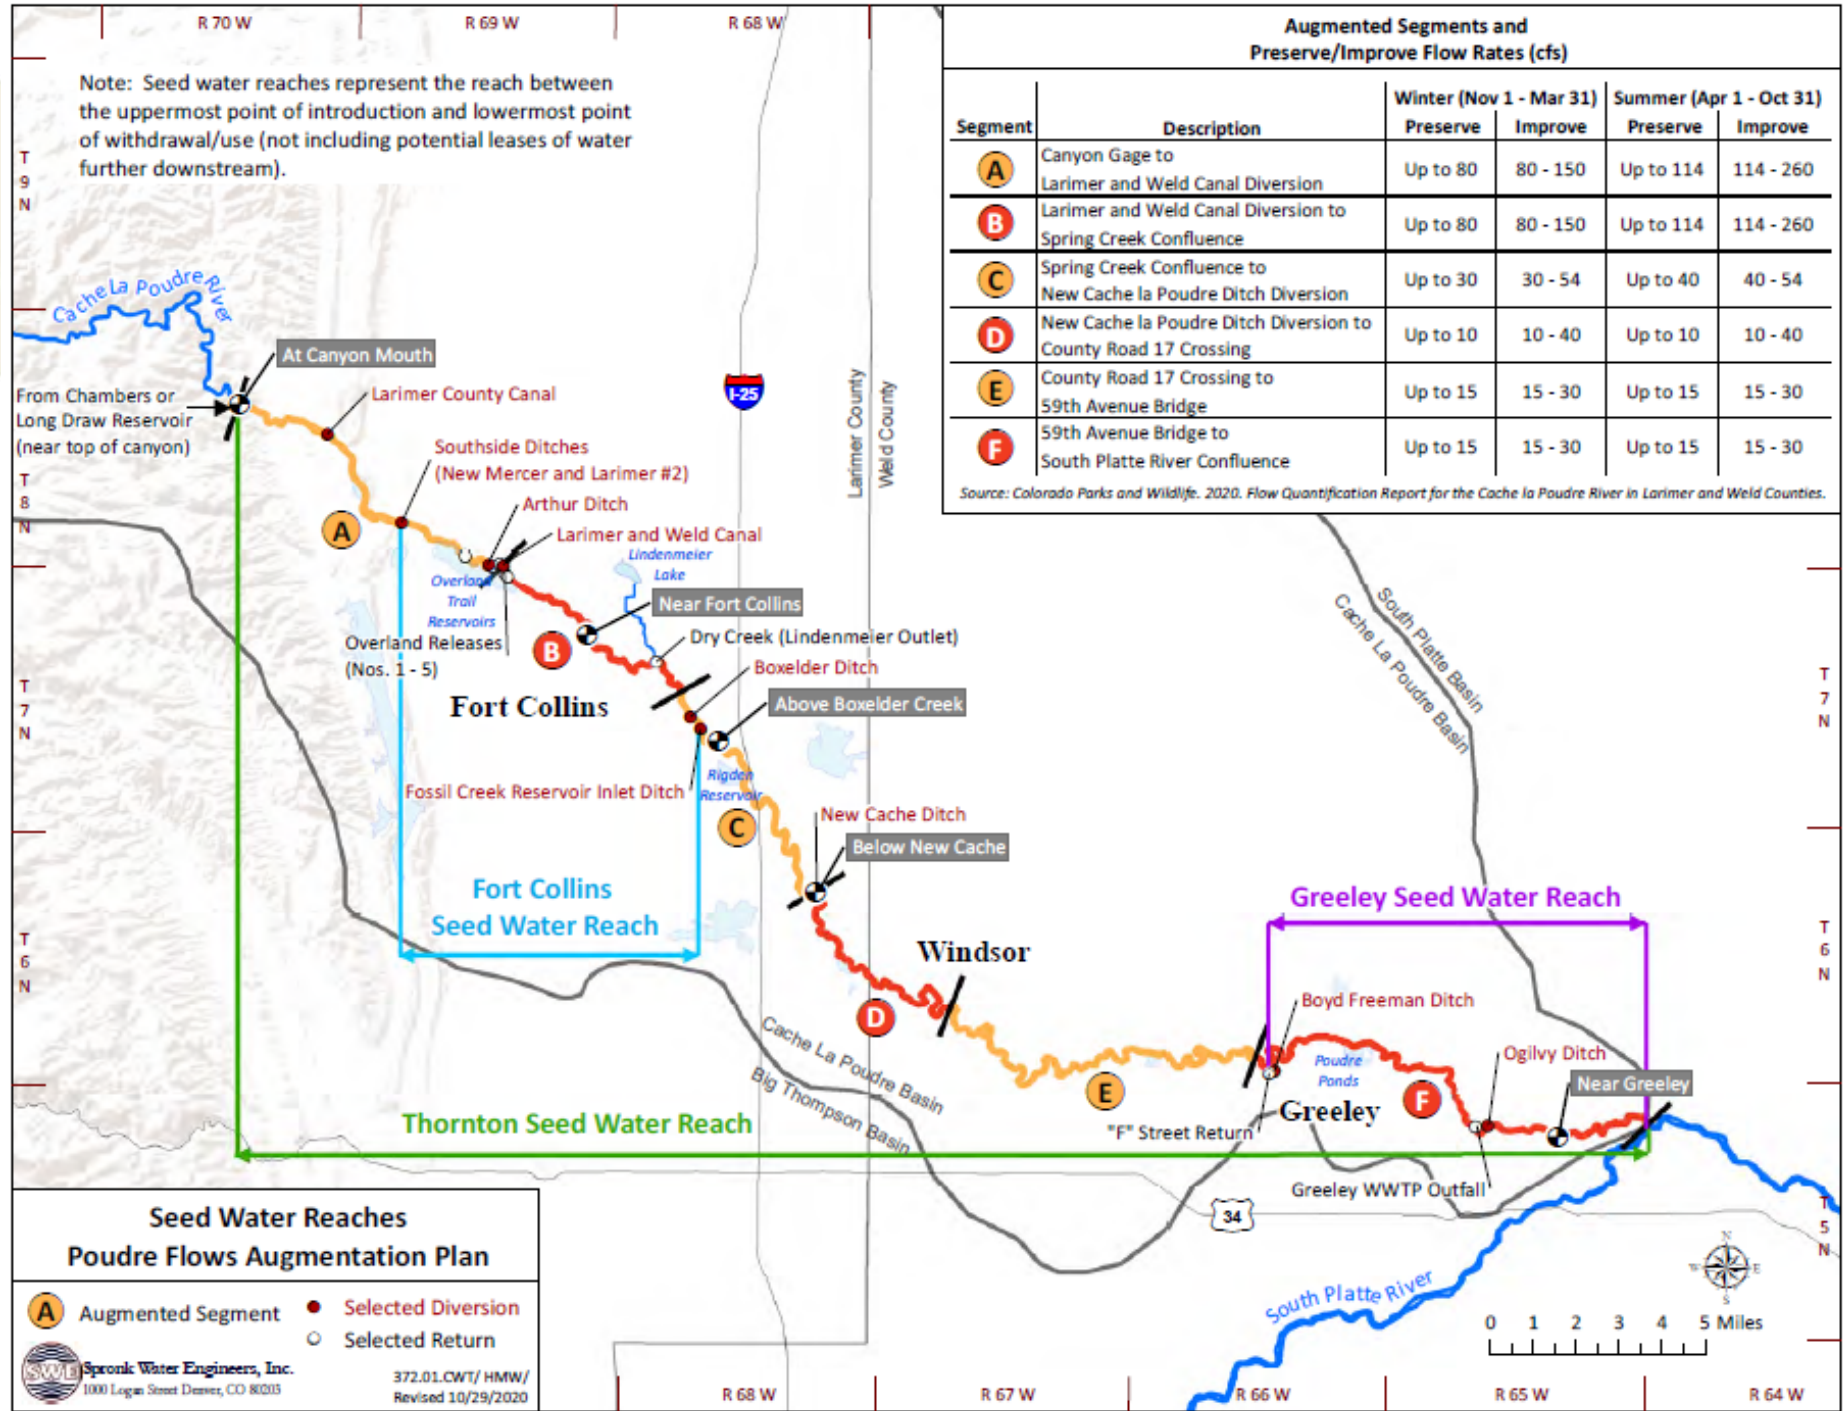 R 70 W
R 69 W
R 68 W
Note: Seed water reaches represent the reach between
the uppermost point of introduction and lowermost point
of withdrawal/use (not including potential leases of water
further downstream).
Augmented Segments and
Preserve/Improve Flow Rates (cfs)
Winter (Nov 1 - Mar 31) Summer (Apr 1 - Oct 31)
Segment Description Preserve Improve Preserve Improve
A Canyon Gage to
Larimer and Weld Canal Diversion Up to 80 80 - 150 Up to 114 114 - 260
B Larimer and Weld Canal Diversion to
Spring Creek Confluence Up to 80 80 - 150 Up to 114 114 - 260
C Spring Creek Confluence to
New Cache la Poudre Ditch Diversion Up to 30 30 - 54 Up to 40 40 - 54
D New Cache la Poudre Ditch Diversion to
County Road 17 Crossing Up to 10 10 - 40 Up to 10 10 - 40
E County Road 17 Crossing to
59th Avenue Bridge Up to 15 15 - 30 Up to 15 15 - 30
F 59th Avenue Bridge to
South Platte River Confluence Up to 15 15 - 30 Up to 15 15 - 30
Source: Colorado Parks and Wildlife. 2020. Flow Quantification Report for the Cache la Poudre River in Larimer and Weld Counties.
T
9
N
Cache La Poudre River
At Canyon Mouth
From Chambers or
Long Draw Reservoir
(near top of canyon)
Larimer County Canal
I-25
Larimer County
Weld County
Southside Ditches
(New Mercer and Larimer #2)
T
8
N
Arthur Ditch
A
Larimer and Weld Canal
Lindenmeier
Lake
Overland
Trail
Reservoirs
Near Fort Collins
Overland Releases
(Nos. 1 - 5)
B
Dry Creek (Lindenmeier Outlet)
Boxelder Ditch
South Platte Basin
Cache La Poudre Basin
T
7
N
T
7
N
Fort Collins
Above Boxelder Creek
Rigden
Reservoir
Fossil Creek Reservoir Inlet Ditch
C
New Cache Ditch
Below New Cache
Fort Collins
Seed Water Reach
Greeley Seed Water Reach
T
6
N
T
6
N
Windsor
D
Boyd Freeman Ditch
Cache La Poudre Basin
Big Thompson Basin
Poudre
Ponds
Ogilvy Ditch
Near Greeley
E
F
Greeley
Thornton Seed Water Reach
"F" Street Return
Greeley WWTP Outfall
34
T
5
N
South Platte River
Seed Water Reaches
Poudre Flows Augmentation Plan
A Augmented Segment
Selected Diversion
Selected Return
SWE
Spronk Water Engineers, Inc.
1000 Logan Street Denver, CO 80203
372.01.CWT/ HMW/
Revised 10/29/2020
N
W E
S
0 1 2 3 4 5 Miles
R 68 W
R 67 W
R 66 W
R 65 W
R 64 W